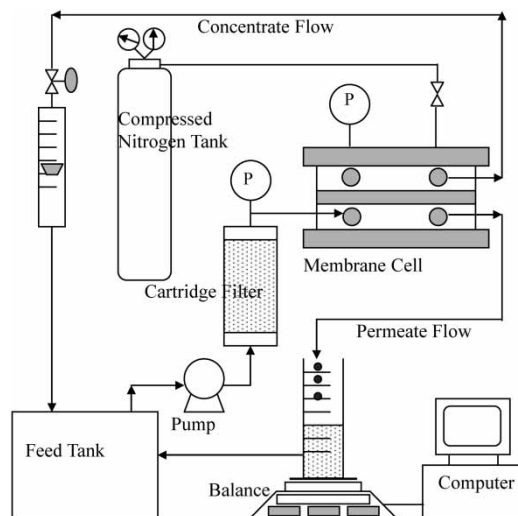 Concentrate Flow
Compressed
Nitrogen Tank
P
P
Membrane Cell
Cartridge Filter
Permeate Flow
Pump
Feed Tank
Balance
Computer